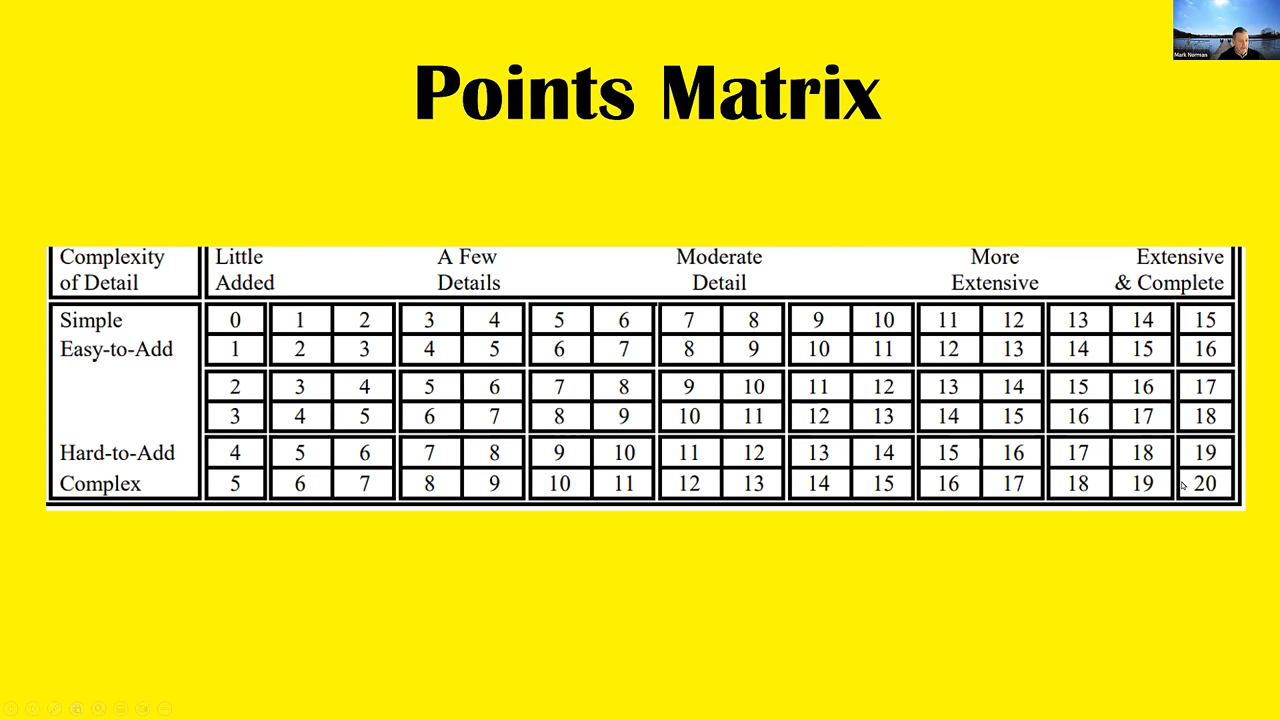 Mark Norman
Points Matrix
Complexity Little A Few Moderate More Extensive
of Detail Added Details Detail Extensive & Complete
Simple 0 1 2 3 4 5 6 7 8 9 10 11 12 13 14 15
Easy-to-Add 1 2 3 4 5 6 7 8 9 10 11 12 13 14 15 16
2 3 4 5 6 7 8 9 10 11 12 13 14 15 16 17
3 4 5 6 7 8 9 10 11 12 13 14 15 16 17 18
Hard-to-Add 4 5 6 7 8 9 10 11 12 13 14 15 16 17 18 19
Complex 5 6 7 8 9 10 11 12 13 14 15 16 17 18 19 20